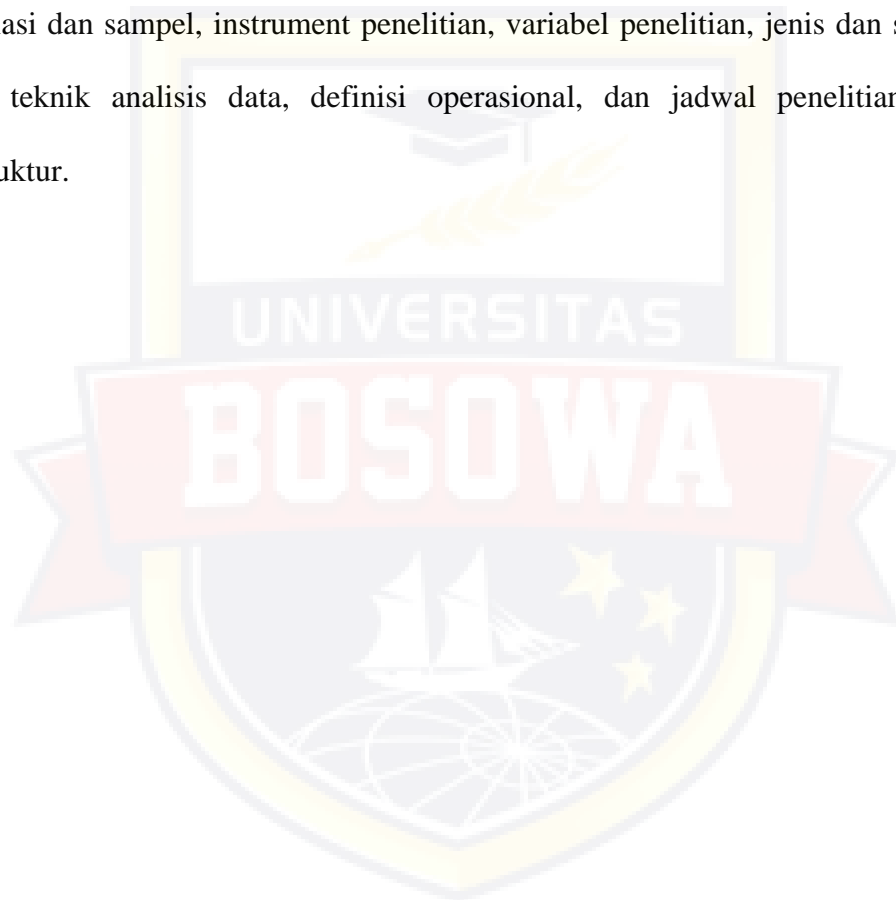 asi dan sampel, instrument penelitian, variabel penelitian, jenis dan
teknik analisis data, definisi operasional, dan jadwal penelitian
uktur.
UNIVERSITAS
BOSOWA